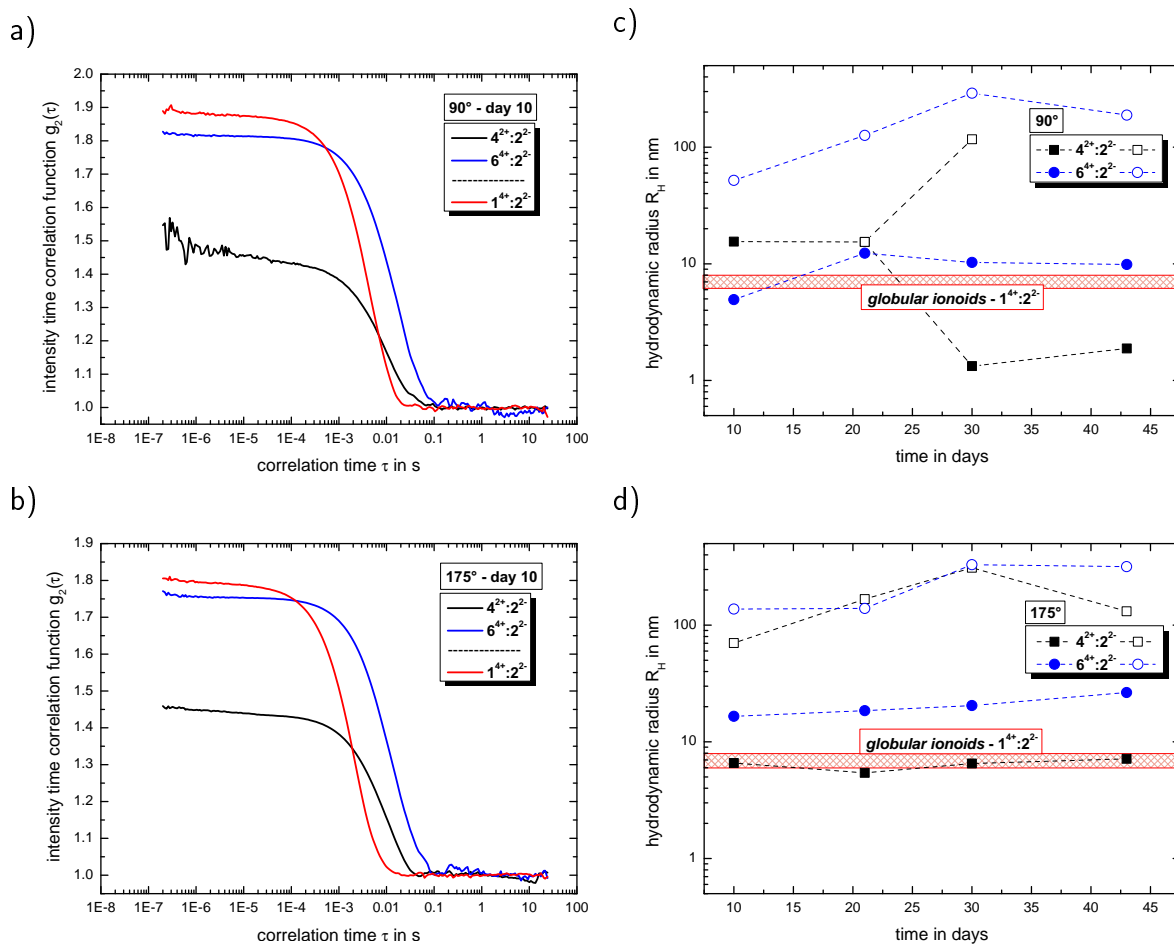 a)
intensity time correlation function g₂(τ)
2.0
1.9
1.8
1.7
1.6
1.5
1.4
1.3
1.2
1.1
1.0
90° - day 10
4²⁺:2²⁻
6⁴⁺:2²⁻
1⁴⁺:2²⁻
1E-8 1E-7 1E-6 1E-5 1E-4 1E-3 0.01 0.1 1 10 100
correlation time τ in s
b)
intensity time correlation function g₂(τ)
1.9
1.8
1.7
1.6
1.5
1.4
1.3
1.2
1.1
1.0
175° - day 10
4²⁺:2²⁻
6⁴⁺:2²⁻
1⁴⁺:2²⁻
1E-8 1E-7 1E-6 1E-5 1E-4 1E-3 0.01 0.1 1 10 100
correlation time τ in s
c)
hydrodynamic radius R_H in nm
100
10
1
90°
4²⁺:2²⁻
6⁴⁺:2²⁻
globular ionoids - 1⁴⁺:2²⁻
10 15 20 25 30 35 40 45
time in days
d)
hydrodynamic radius R_H in nm
100
10
1
175°
4²⁺:2²⁻
6⁴⁺:2²⁻
globular ionoids - 1⁴⁺:2²⁻
10 15 20 25 30 35 40 45
time in days